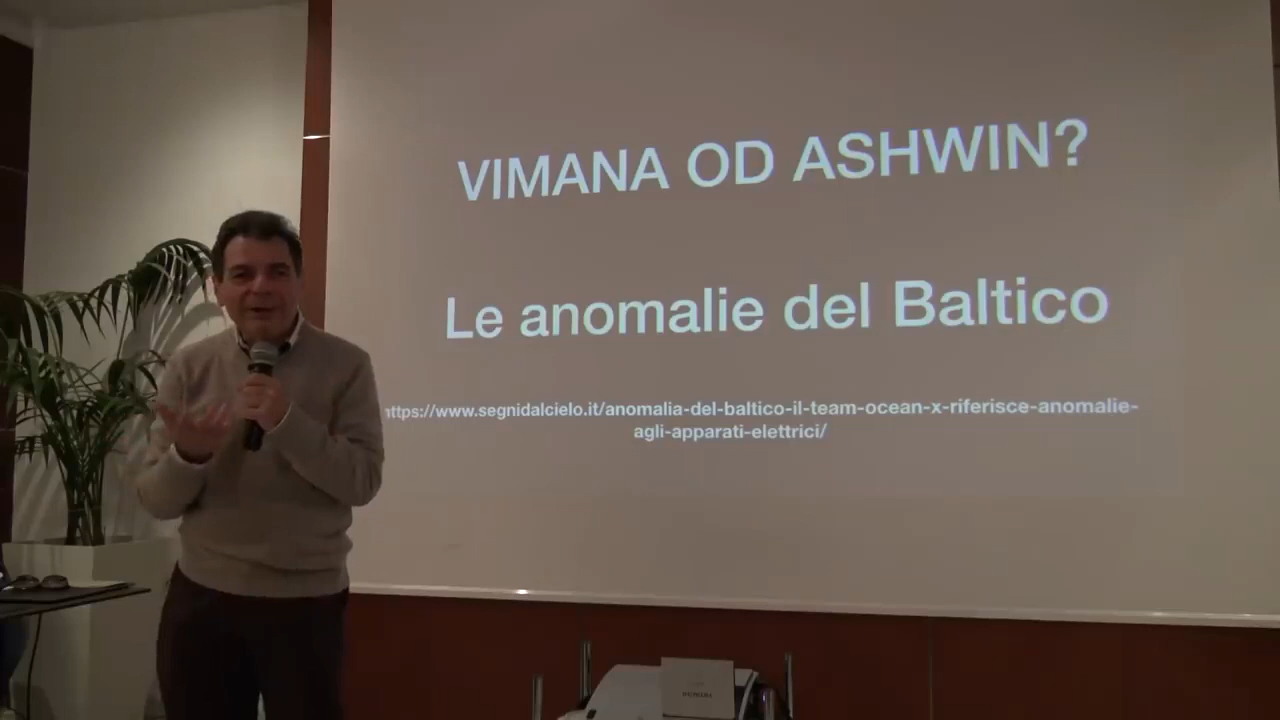 VIMANA OD ASHWIN?
Le anomalie del Baltico
https://www.segnidalcielo.it/anomalia-del-baltico-il-team-ocean-x-riferisce-anomalie-
agli-apparati-elettrici/